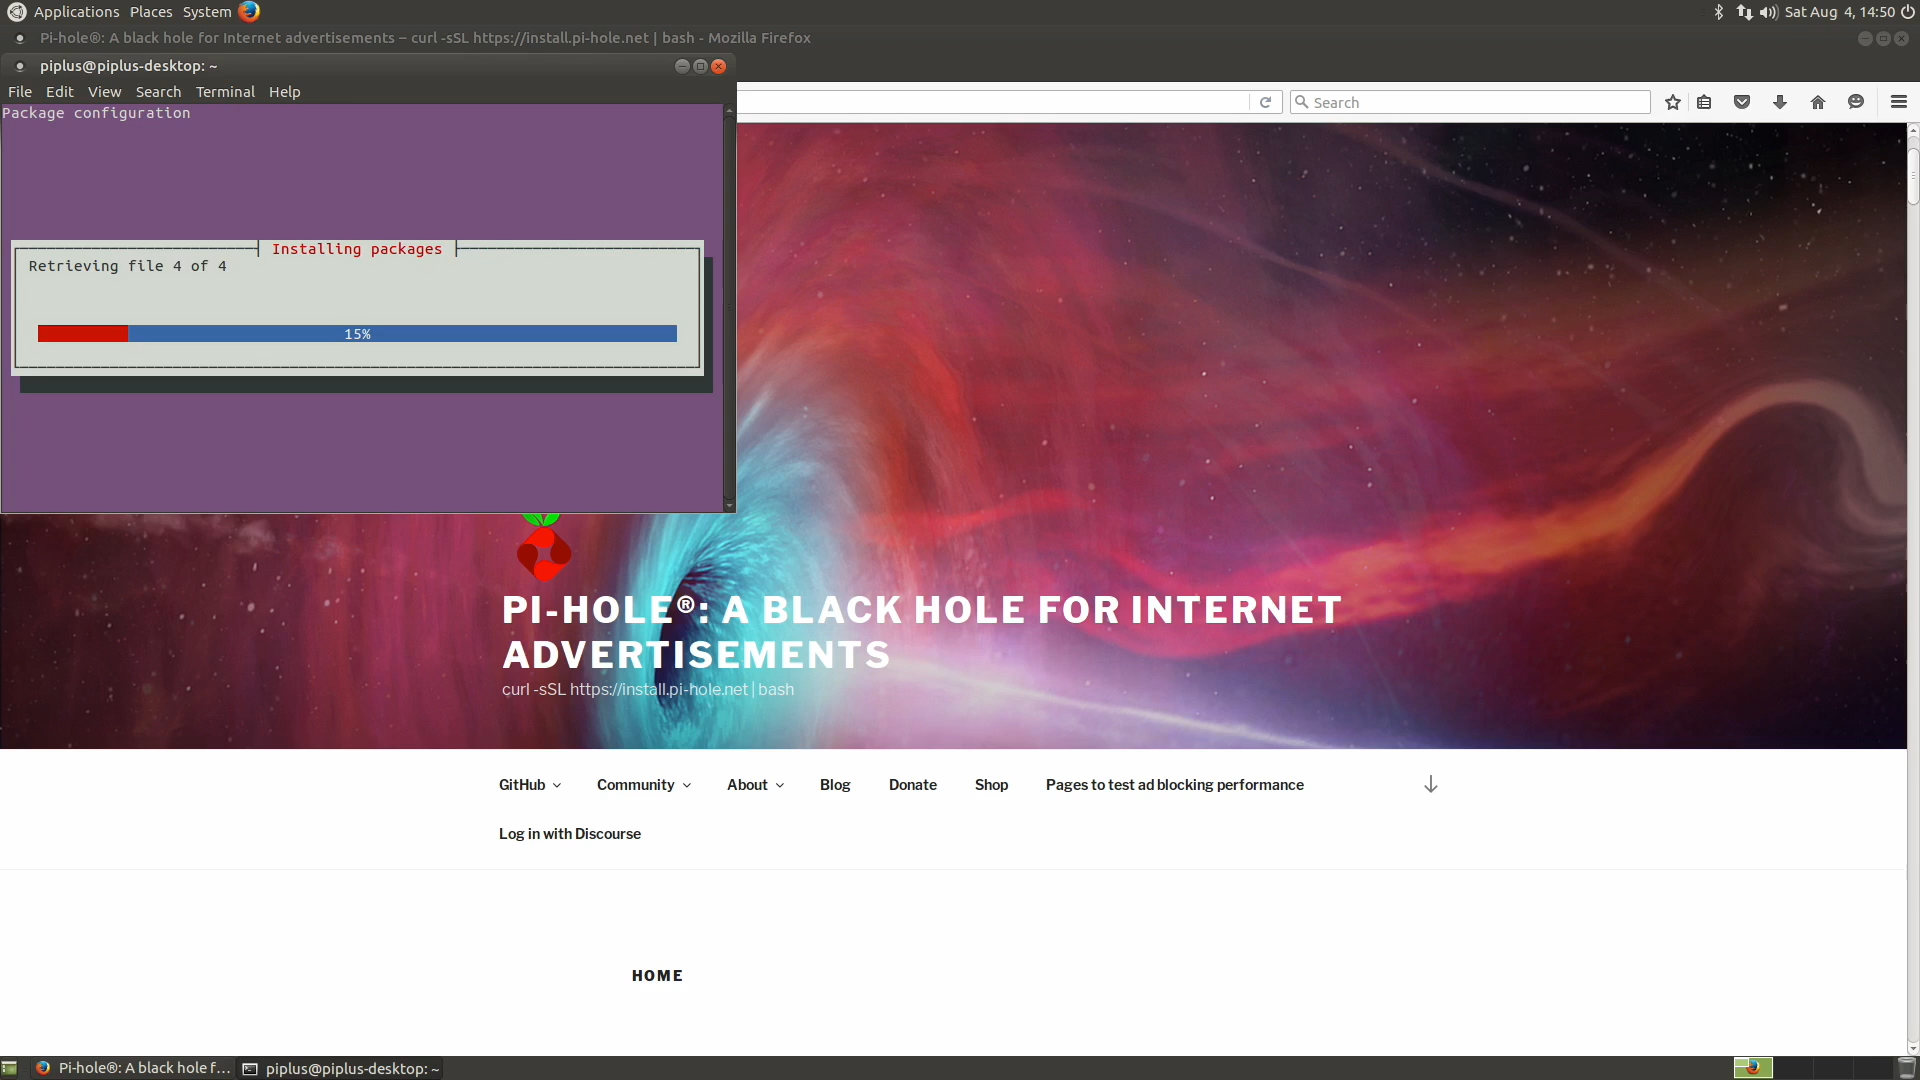 Applications Places System
Sat Aug 4, 14:50
Pi-hole®: A black hole for Internet advertisements – curl -sSL https://install.pi-hole.net | bash - Mozilla Firefox
piplus@piplus-desktop: ~
File Edit View Search Terminal Help
Search
Package configuration
Installing packages
Retrieving file 4 of 4
15%
PI-HOLE®: A BLACK HOLE FOR INTERNET
ADVERTISEMENTS
curl -sSL https://install.pi-hole.net | bash
GitHub Community About Blog Donate Shop Pages to test ad blocking performance
Log in with Discourse
HOME
Pi-hole®: A black hole f... piplus@piplus-desktop: ~